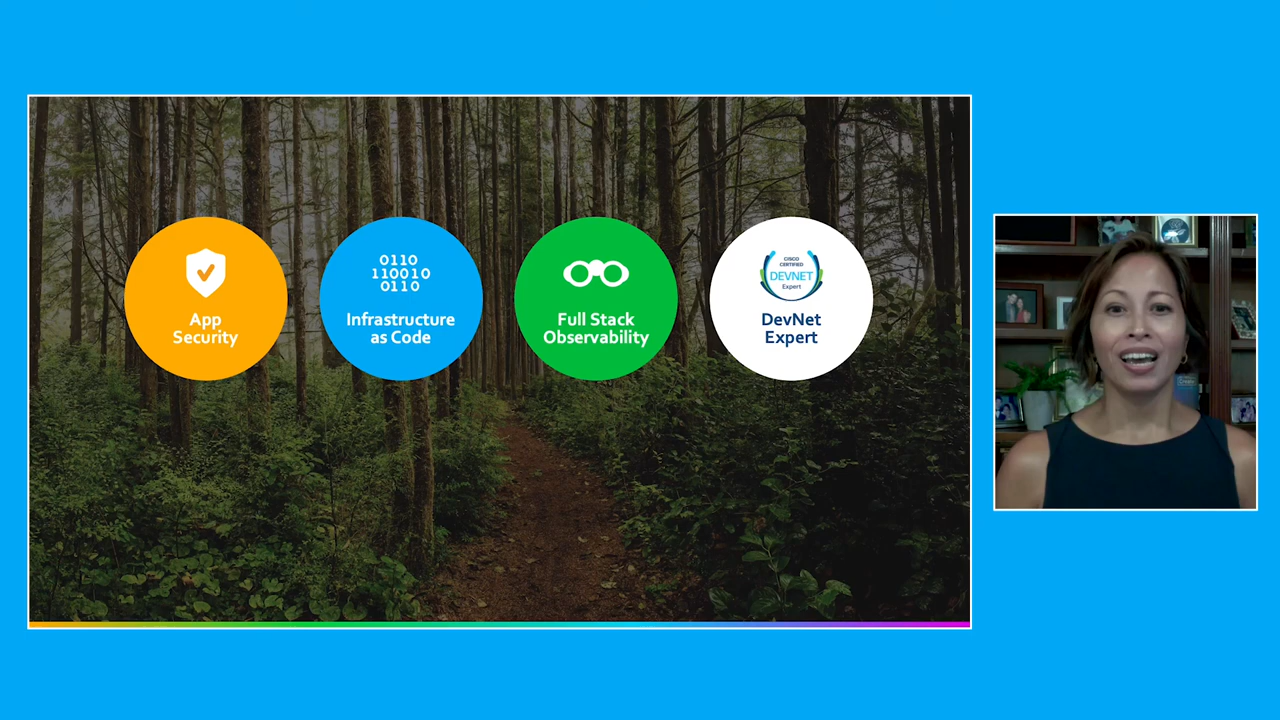 App
Security
0110
110010
0110
Infrastructure
as Code
Full Stack
Observability
CISCO
CERTIFIED
DEVNET
Expert
DevNet
Expert